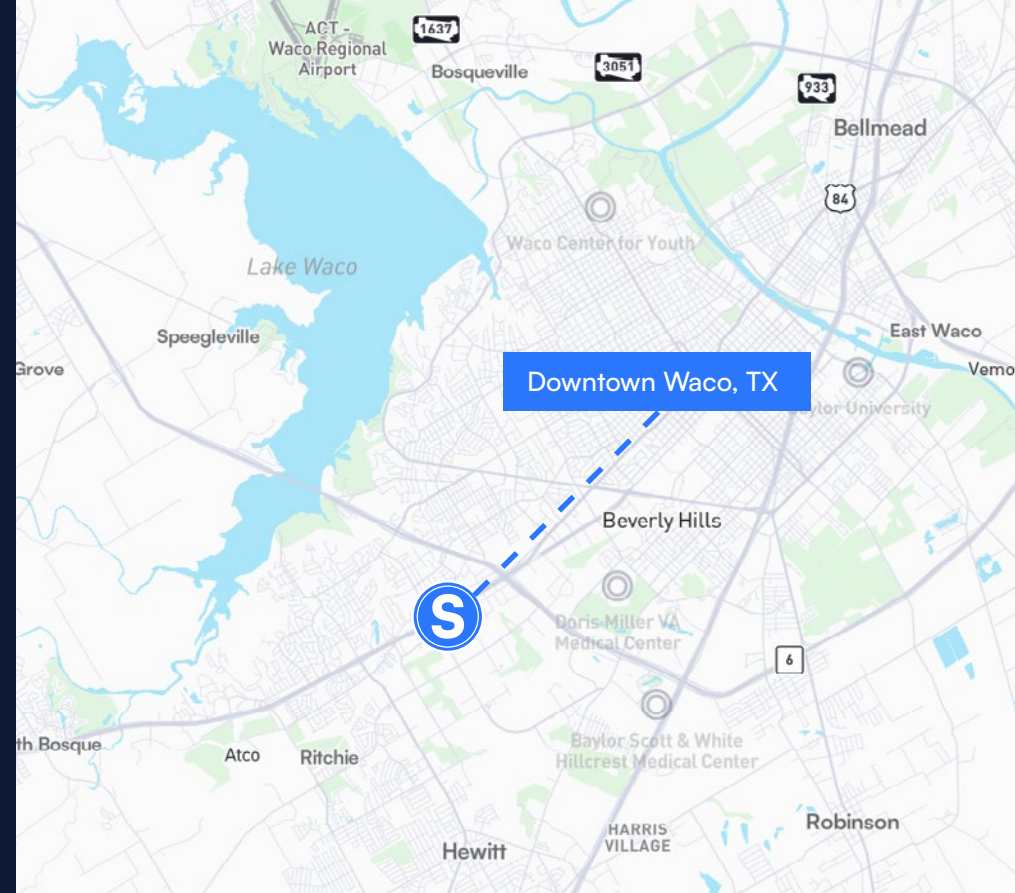 ACT -
Waco Regional
Airport
1637
Bosqueville
3051
933
Bellmead
84
Waco Center for Youth
Lake Waco
Speegleville
East Waco
Grove
Vemo
Downtown Waco, TX
aylor University
Beverly Hills
S
Doris Miller VA
Medical Center
6
th Bosque
Atco
Ritchie
Baylor Scott & White
Hillcrest Medical Center
Robinson
HARRIS
VILLAGE
Hewitt